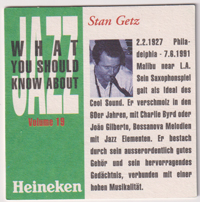 Stan Getz
JAZZ
WHAT
YOU SHOULD
KNOW ABOUT
Volume 12
Heineken
2.2.1927 Phila-
delphia - 7.6.1991
Malibu near L.A.
Sein Saxophonspiel
galt als Ideal des
Cool Sound. Er verschmolz in den
60er Jahren, mit Charlie Byrd oder
João Gilberto, Bossanova Melodien
mit Jazz Elementen. Er bestach
durch sein ausserordentlich gutes
Gehör und sein hervorragendes
Gedächtnis, verbunden mit einer
hohen Musikalität.